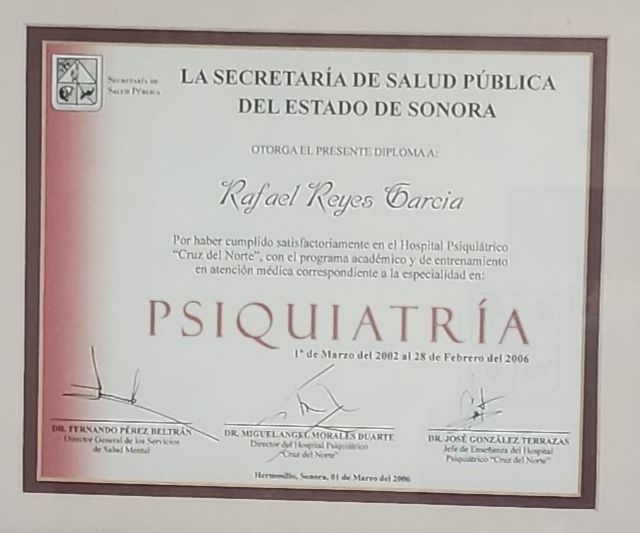 SECRETARÍA DE
SALUD PÚBLICA
LA SECRETARÍA DE SALUD PÚBLICA
DEL ESTADO DE SONORA
OTORGA EL PRESENTE DIPLOMA A:
Rafael Reyes Garcia
Por haber cumplido satisfactoriamente en el Hospital Psiquiátrico
“Cruz del Norte”, con el programa académico y de entrenamiento
en atención médica correspondiente a la especialidad en:
PSIQUIATRÍA
1º de Marzo del 2002 al 28 de Febrero del 2006
DR. FERNANDO PÉREZ BELTRÁN
Director General de los Servicios
de Salud Mental
DR. MIGUEL ANGEL MORALES DUARTE
Director del Hospital Psiquiátrico
“Cruz del Norte”
DR. JOSÉ GONZÁLEZ TERRAZAS
Jefe de Enseñanza del Hospital
Psiquiátrico “Cruz del Norte”
Hermosillo, Sonora, 01 de Marzo del 2006